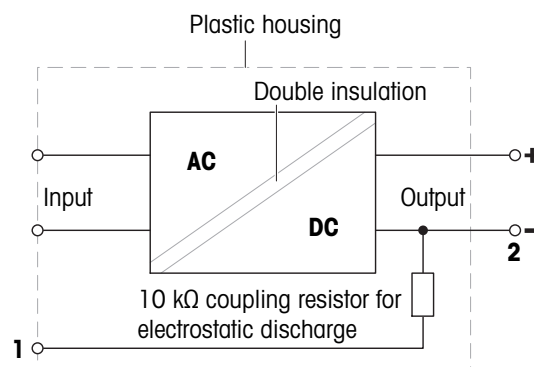 Plastic housing
Double insulation
AC
+
Input
Output
DC
-
2
10 kΩ coupling resistor for
electrostatic discharge
1